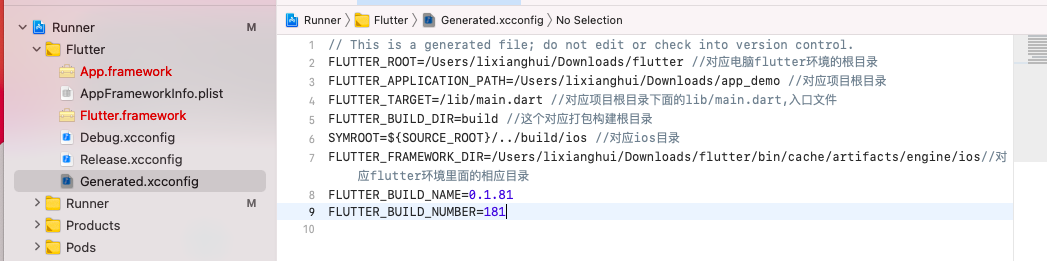 Runner M
Flutter
App.framework
AppFrameworkInfo.plist
Flutter.framework
Debug.xcconfig
Release.xcconfig
Generated.xcconfig
Runner M
Products
Pods
Runner Flutter Generated.xcconfig No Selection
1 // This is a generated file; do not edit or check into version control.
2 FLUTTER_ROOT=/Users/lixianghui/Downloads/flutter //对应电脑flutter环境的根目录
3 FLUTTER_APPLICATION_PATH=/Users/lixianghui/Downloads/app_demo //对应项目根目录
4 FLUTTER_TARGET=/lib/main.dart //对应项目根目录下面的lib/main.dart,入口文件
5 FLUTTER_BUILD_DIR=build //这个对应打包构建根目录
6 SYMROOT=${SOURCE_ROOT}/../build/ios //对应ios目录
7 FLUTTER_FRAMEWORK_DIR=/Users/lixianghui/Downloads/flutter/bin/cache/artifacts/engine/ios//对
应flutter环境里面的相应目录
8 FLUTTER_BUILD_NAME=0.1.81
9 FLUTTER_BUILD_NUMBER=181
10